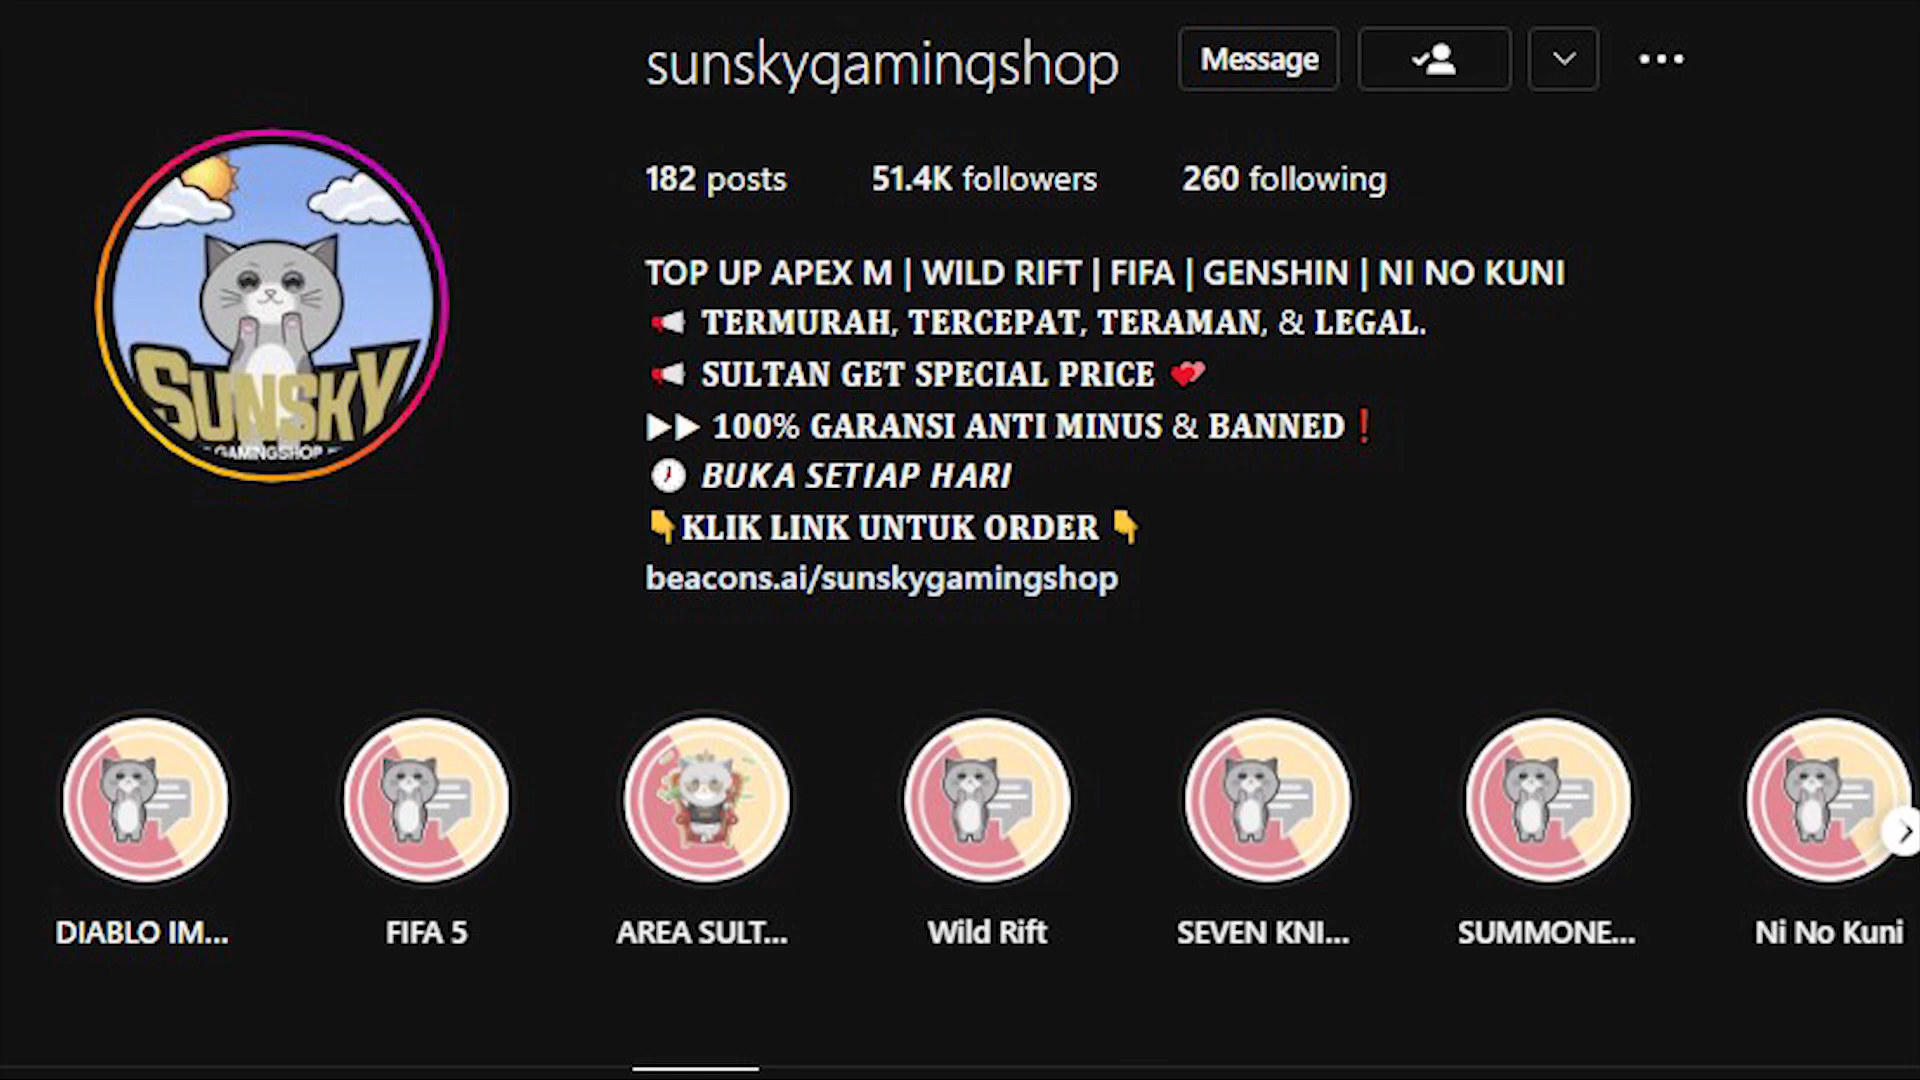 sunskygamingshop Message
182 posts 51.4K followers 260 following
TOP UP APEX M | WILD RIFT | FIFA | GENSHIN | NI NO KUNI
📢 TERMURAH, TERCEPAT, TERAMAN, & LEGAL.
📢 SULTAN GET SPECIAL PRICE 💕
▶▶ 100% GARANSI ANTI MINUS & BANNED❗
🕖 BUKA SETIAP HARI
👇KLIK LINK UNTUK ORDER 👇
beacons.ai/sunskygamingshop
SUNSKY
GAMINGSHOP
DIABLO IM... FIFA 5 AREA SULT... Wild Rift SEVEN KNI... SUMMONE... Ni No Kuni